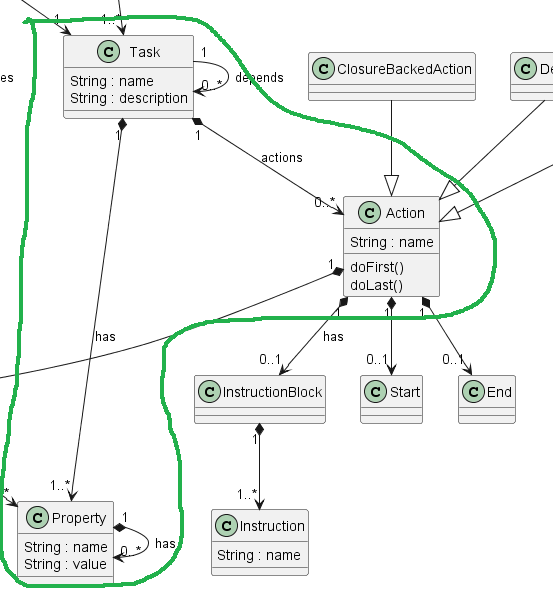 1
1..1
es
C Task
String : name
String : description
1
0..*
depends
1
1
actions
0..*
C ClosureBackedAction
C De
C Action
String : name
doFirst()
doLast()
1
1
1
1
has
has
0..1
0..1
0..1
C InstructionBlock
C Start
C End
1
1..*
1..*
*
C Property
String : name
String : value
1
0..*
has
C Instruction
String : name